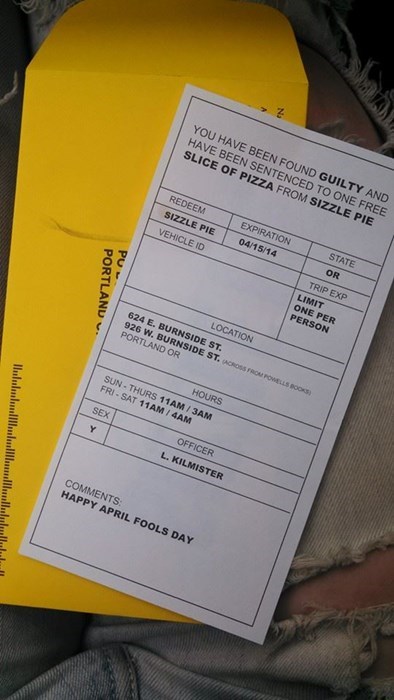 YOU HAVE BEEN FOUND GUILTY AND
HAVE BEEN SENTENCED TO ONE FREE
SLICE OF PIZZA FROM SIZZLE PIE
REDEEM
SIZZLE PIE
EXPIRATION
04/15/14
STATE
OR
VEHICLE ID
TRIP EXP
LIMIT
ONE PER
PERSON
LOCATION
624 E. BURNSIDE ST.
926 W. BURNSIDE ST. (ACROSS FROM POWELLS BOOKS)
PORTLAND OR
HOURS
SUN - THURS 11AM / 3AM
FRI - SAT 11AM / 4AM
SEX
Y
OFFICER
L. KILMISTER
COMMENTS:
HAPPY APRIL FOOLS DAY
PORTLAND